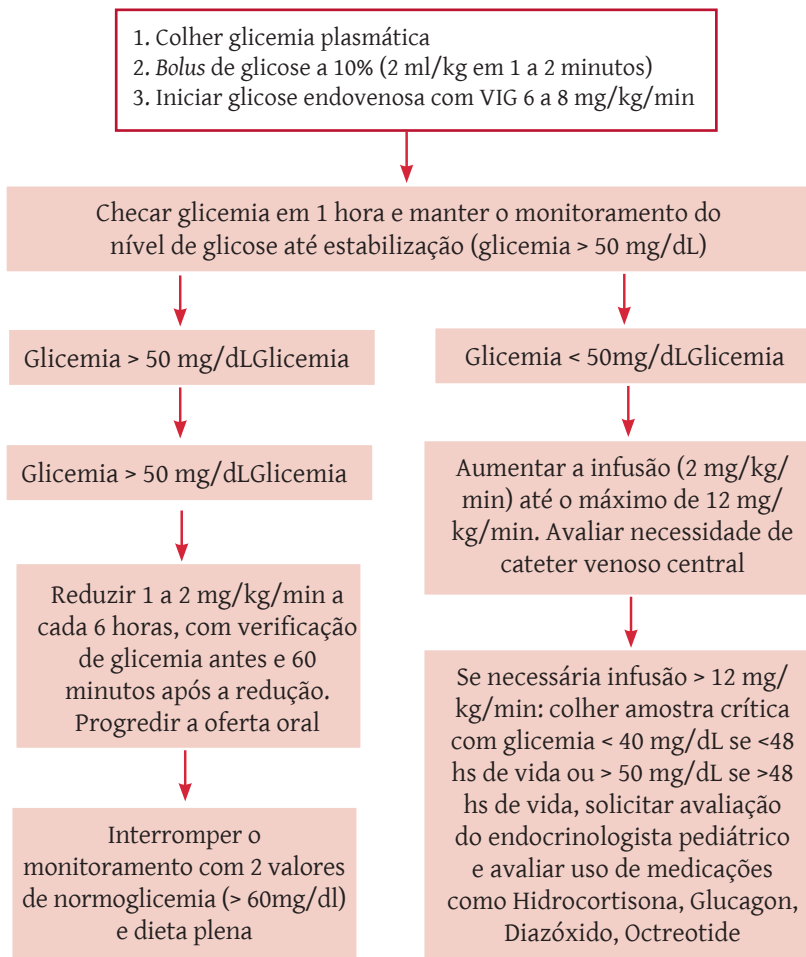 1. Colher glicemia plasmática
2. Bolus de glicose a 10% (2 ml/kg em 1 a 2 minutos)
3. Iniciar glicose endovenosa com VIG 6 a 8 mg/kg/min
Checar glicemia em 1 hora e manter o monitoramento do
nível de glicose até estabilização (glicemia > 50 mg/dL)
Glicemia > 50 mg/dLGlicemia
Glicemia > 50 mg/dLGlicemia
Reduzir 1 a 2 mg/kg/min a
cada 6 horas, com verificação
de glicemia antes e 60
minutos após a redução.
Progredir a oferta oral
Interromper o
monitoramento com 2 valores
de normoglicemia (> 60mg/dl)
e dieta plena
Glicemia < 50mg/dLGlicemia
Aumentar a infusão (2 mg/kg/
min) até o máximo de 12 mg/
kg/min. Avaliar necessidade de
cateter venoso central
Se necessária infusão > 12 mg/
kg/min: colher amostra crítica
com glicemia < 40 mg/dL se <48
hs de vida ou > 50 mg/dL se >48
hs de vida, solicitar avaliação
do endocrinologista pediátrico
e avaliar uso de medicações
como Hidrocortisona, Glucagon,
Diazóxido, Octreotide